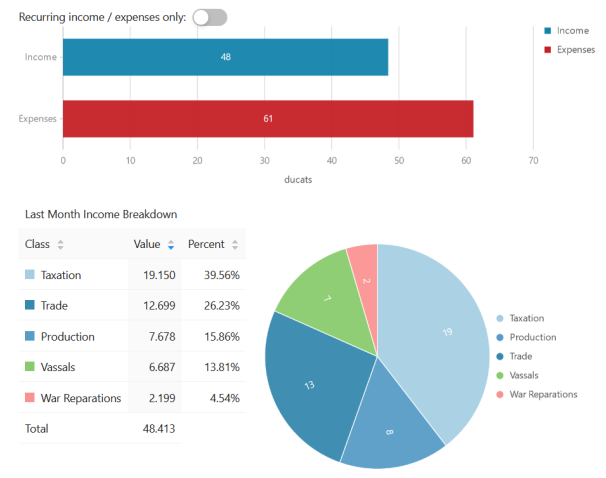 Recurring income / expenses only:
Income
Expenses
Income
48
Expenses
61
0 10 20 30 40 50 60 70
ducats
Last Month Income Breakdown
Class Value Percent
Taxation 19.150 39.56%
Trade 12.699 26.23%
Production 7.678 15.86%
Vassals 6.687 13.81%
War Reparations 2.199 4.54%
Total 48.413
2
7
19
13
8
Taxation
Production
Trade
Vassals
War Reparations